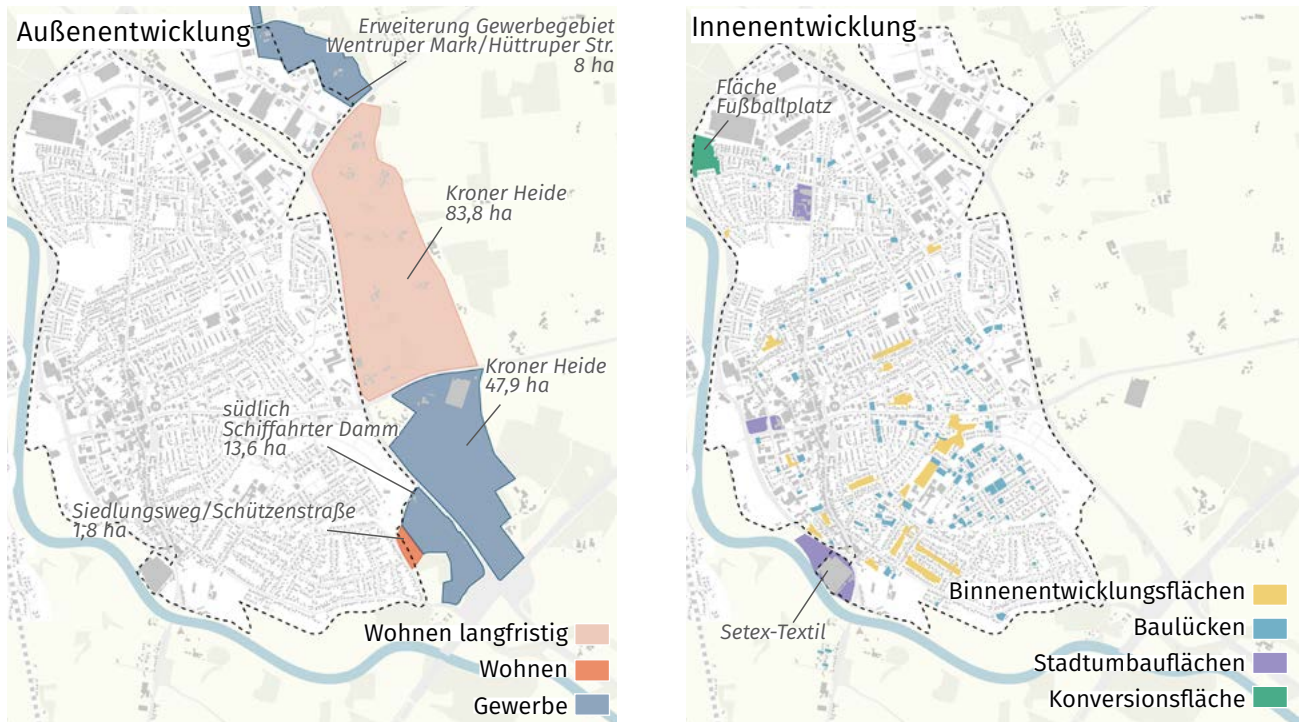 Außenentwicklung
Erweiterung Gewerbegebiet
Wentruper Mark/Hüttruper Str.
8 ha
Kroner Heide
83,8 ha
Kroner Heide
47,9 ha
südlich
Schiffahrter Damm
13,6 ha
Siedlungsweg/Schützenstraße
1,8 ha
Wohnen langfristig
Wohnen
Gewerbe
Innenentwicklung
Fläche
Fußballplatz
Setex-Textil
Binnenentwicklungsflächen
Baulücken
Stadtumbauflächen
Konversionsfläche